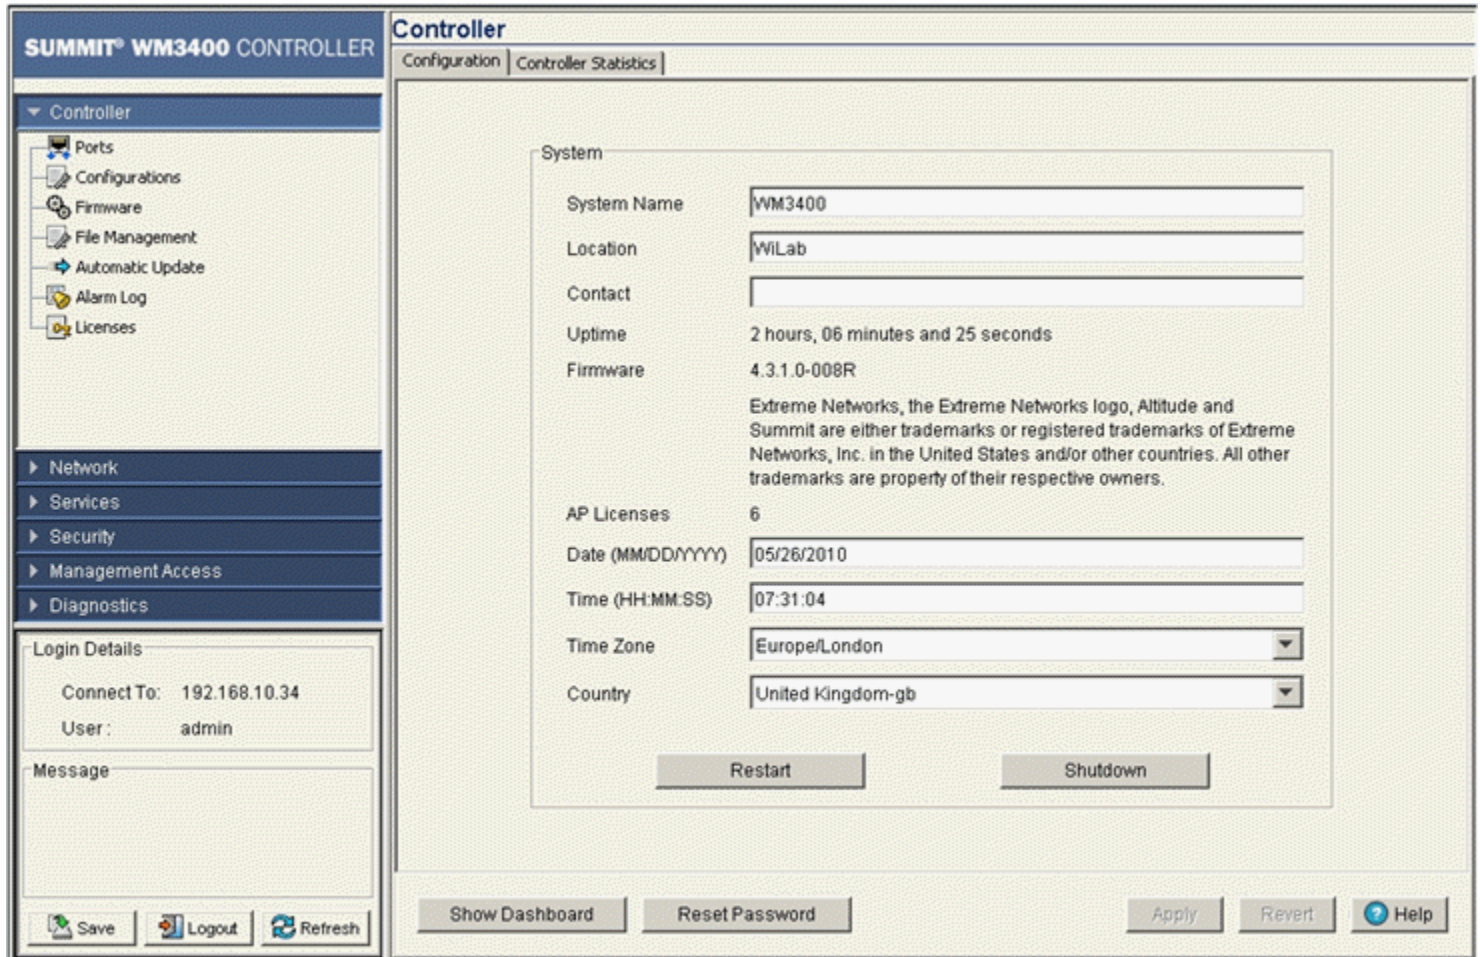 SUMMIT® WM3400 CONTROLLER
Controller
Ports
Configurations
Firmware
File Management
Automatic Update
Alarm Log
Licenses
Network
Services
Security
Management Access
Diagnostics
Login Details
Connect To: 192.168.10.34
User : admin
Message
Save Logout Refresh
Controller
Configuration Controller Statistics
System
System Name WM3400
Location WiLab
Contact
Uptime 2 hours, 06 minutes and 25 seconds
Firmware 4.3.1.0-008R
Extreme Networks, the Extreme Networks logo, Altitude and
Summit are either trademarks or registered trademarks of Extreme
Networks, Inc. in the United States and/or other countries. All other
trademarks are property of their respective owners.
AP Licenses 6
Date (MM/DD/YYYY) 05/26/2010
Time (HH:MM:SS) 07:31:04
Time Zone Europe/London
Country United Kingdom-gb
Restart Shutdown
Show Dashboard Reset Password Apply Revert Help